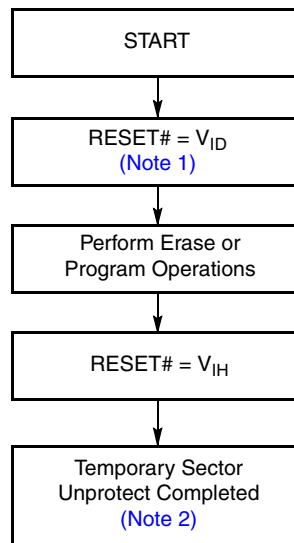 START
RESET# = VID
(Note 1)
Perform Erase or
Program Operations
RESET# = VIH
Temporary Sector
Unprotect Completed
(Note 2)